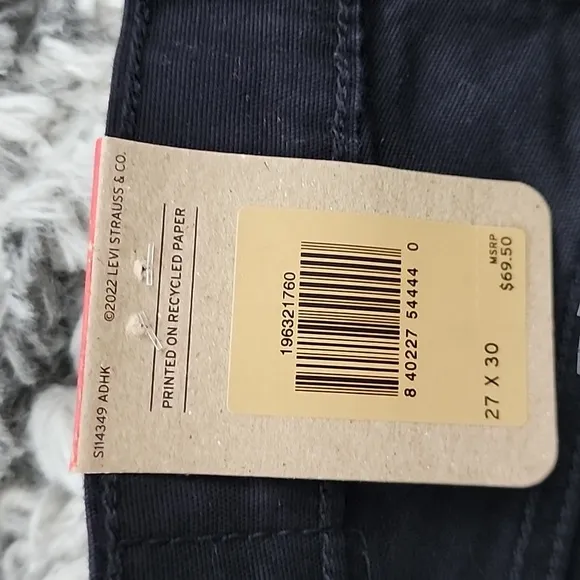 ©2022 LEVI STRAUSS & CO.
S114349 ADHK
PRINTED ON RECYCLED PAPER
196321760
8 40227 54444 0
MSRP
$69.50
27 X 30